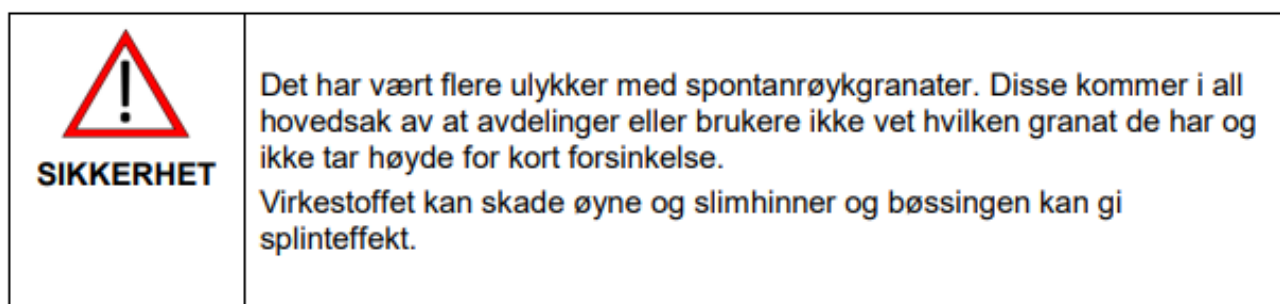 SIKKERHET
Det har vært flere ulykker med spontanrøykgranater. Disse kommer i all
hovedsak av at avdelinger eller brukere ikke vet hvilken granat de har og
ikke tar høyde for kort forsinkelse.
Virkestoffet kan skade øyne og slimhinner og bøssingen kan gi
splinteffekt.